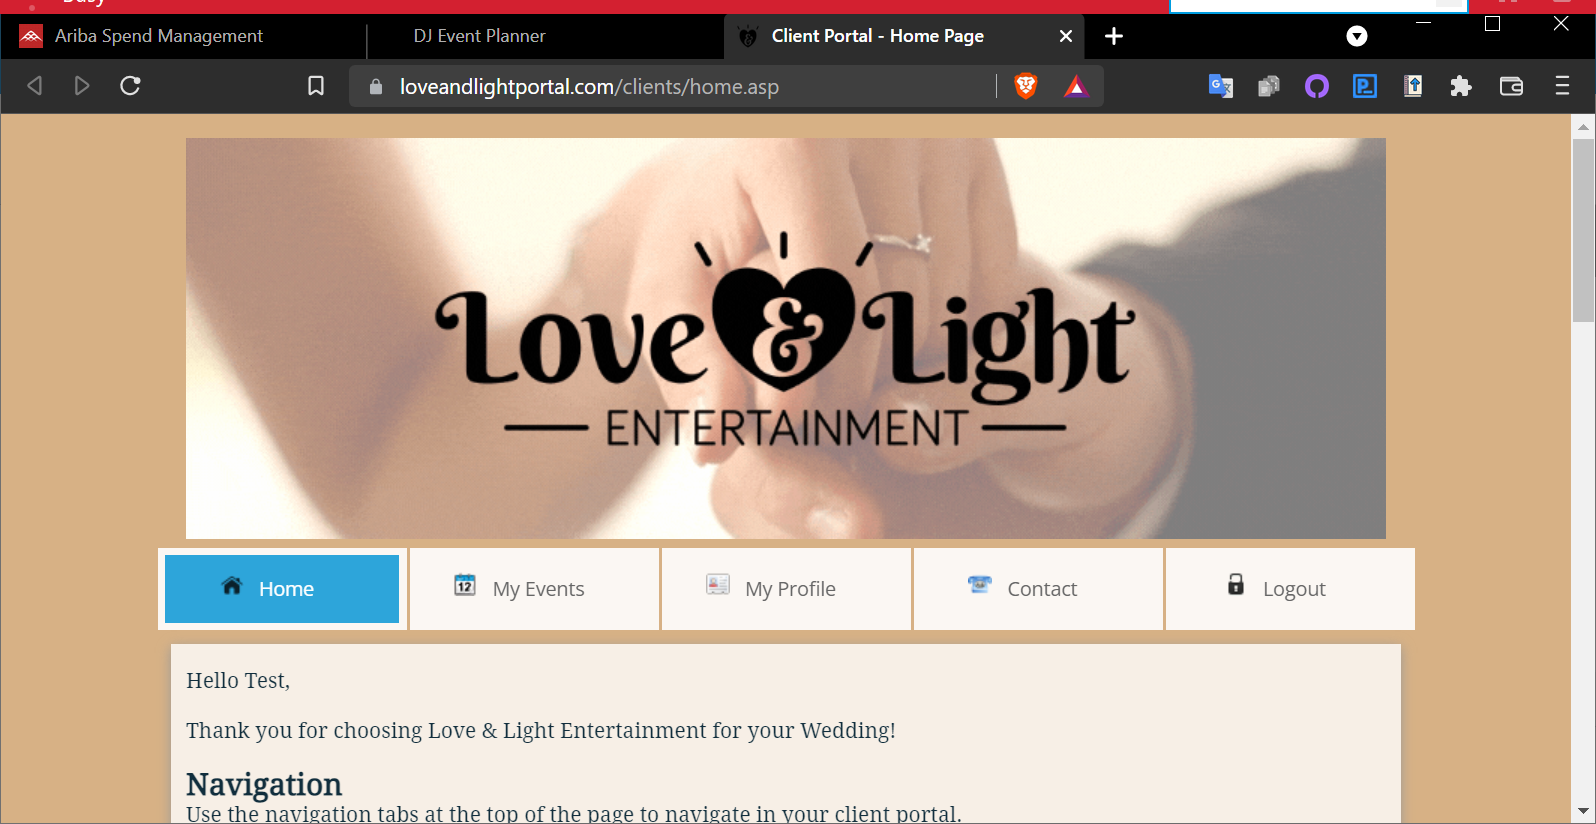 Ariba Spend Management
DJ Event Planner
Client Portal - Home Page
loveandlightportal.com/clients/home.asp
Love & Light
ENTERTAINMENT
Home
12
My Events
My Profile
Contact
Logout
Hello Test,
Thank you for choosing Love & Light Entertainment for your Wedding!
Navigation
Use the navigation tabs at the top of the page to navigate in your client portal.